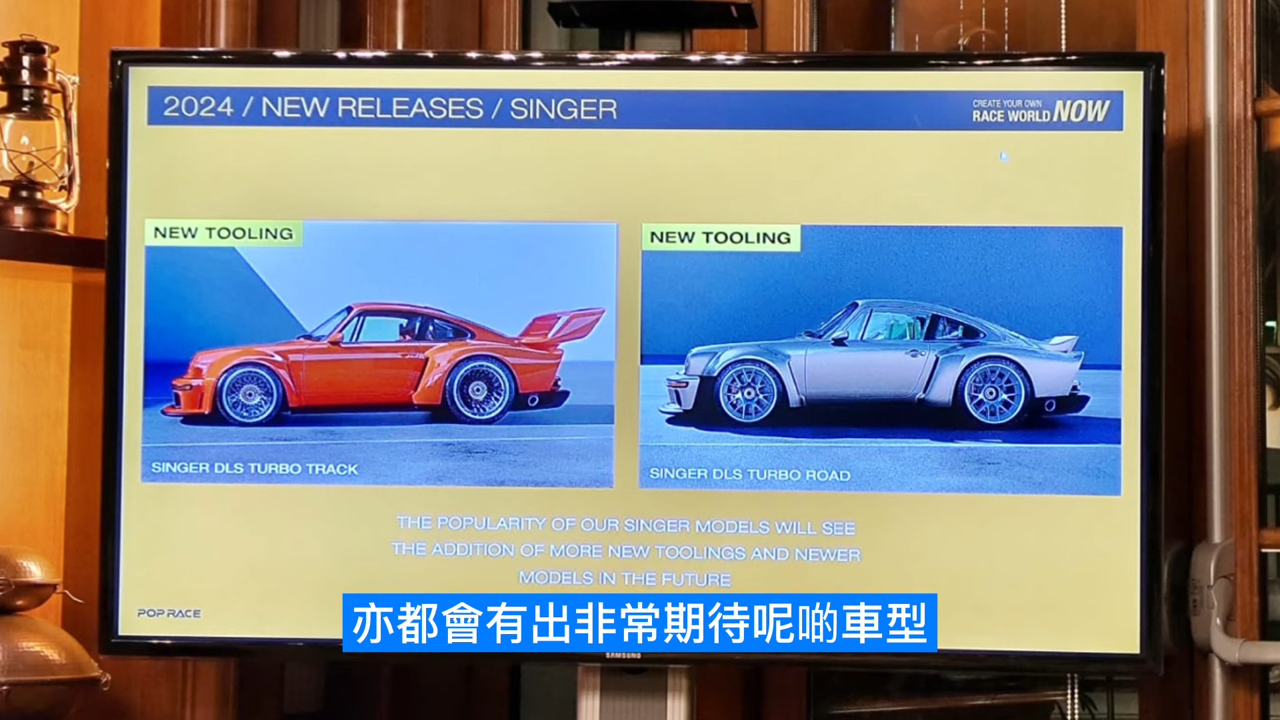 2024 / NEW RELEASES / SINGER
CREATE YOUR OWN
RACE WORLD NOW
NEW TOOLING
NEW TOOLING
SINGER DLS TURBO TRACK
SINGER DLS TURBO ROAD
THE POPULARITY OF OUR SINGER MODELS WILL SEE
THE ADDITION OF MORE NEW TOOLINGS AND NEWER
MODELS IN THE FUTURE
POP RACE
亦都會有出非常期待呢啲車型
SAMSUNG